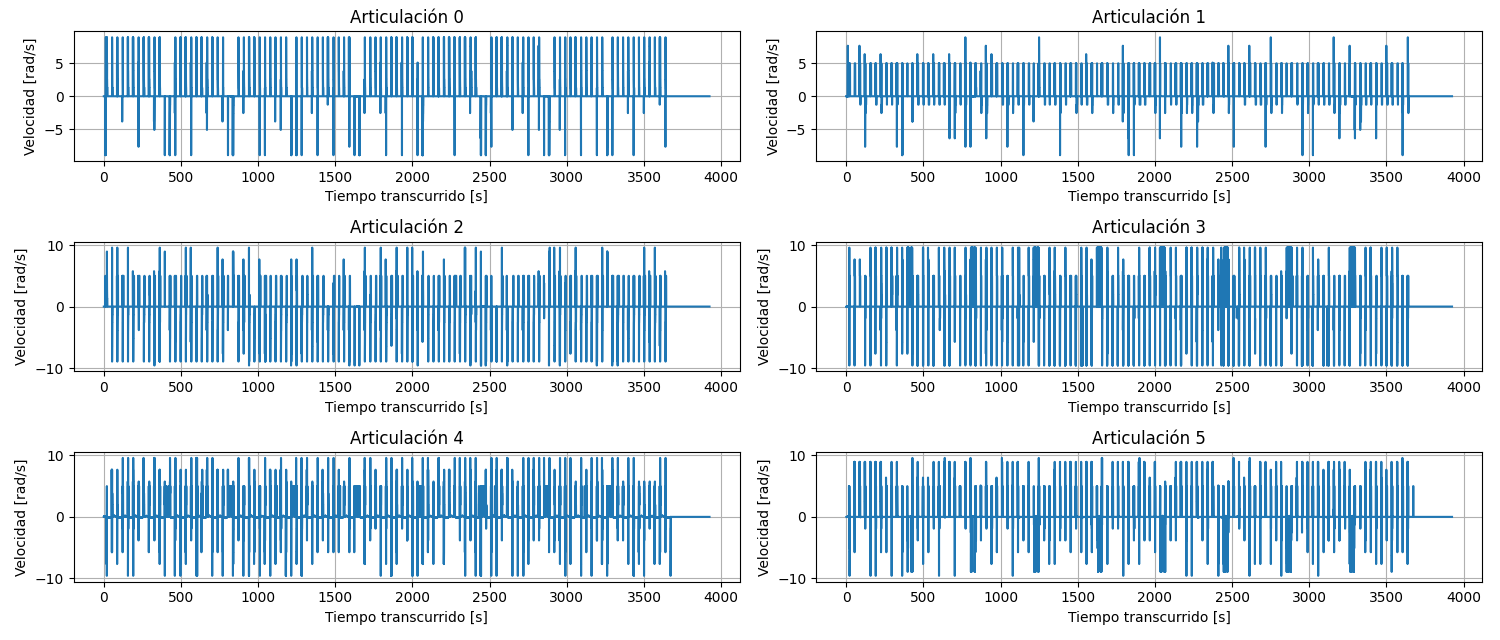 Articulación 0
Velocidad [rad/s]
5
0
−5
0 500 1000 1500 2000 2500 3000 3500 4000
Tiempo transcurrido [s]
Articulación 1
Velocidad [rad/s]
5
0
−5
0 500 1000 1500 2000 2500 3000 3500 4000
Tiempo transcurrido [s]
Articulación 2
Velocidad [rad/s]
10
0
−10
0 500 1000 1500 2000 2500 3000 3500 4000
Tiempo transcurrido [s]
Articulación 3
Velocidad [rad/s]
10
0
−10
0 500 1000 1500 2000 2500 3000 3500 4000
Tiempo transcurrido [s]
Articulación 4
Velocidad [rad/s]
10
0
−10
0 500 1000 1500 2000 2500 3000 3500 4000
Tiempo transcurrido [s]
Articulación 5
Velocidad [rad/s]
10
0
−10
0 500 1000 1500 2000 2500 3000 3500 4000
Tiempo transcurrido [s]